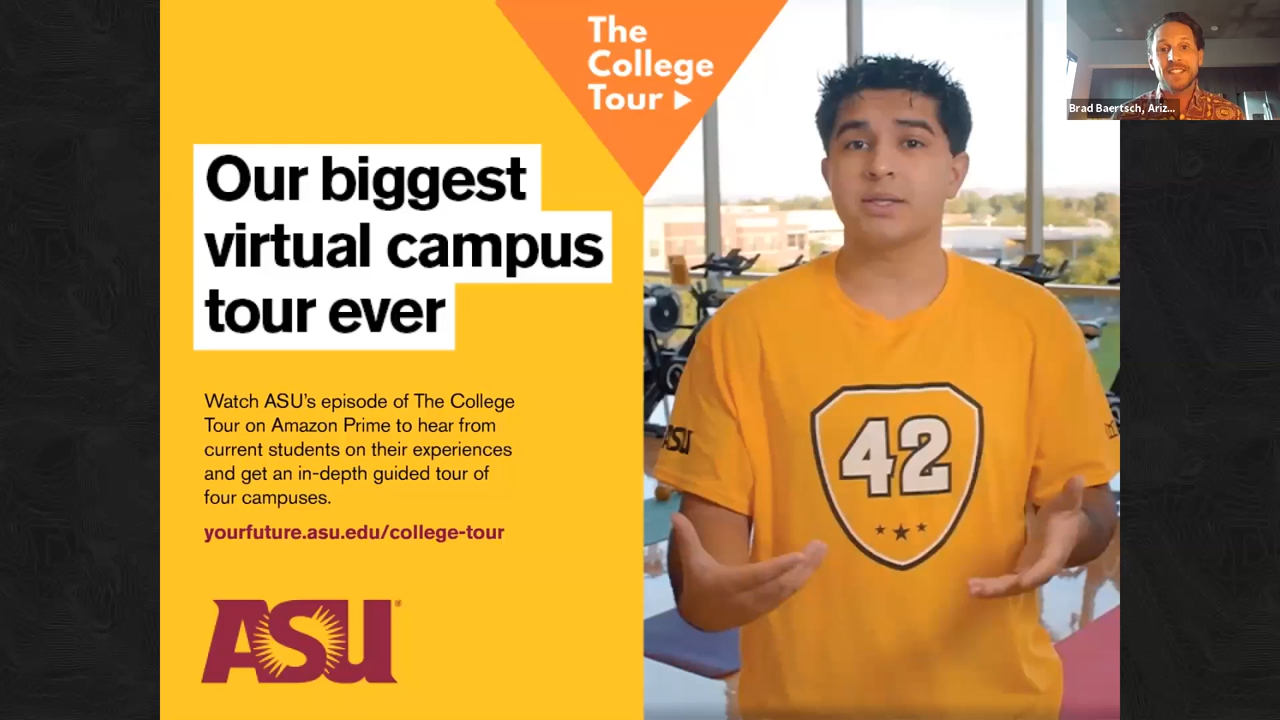 The
College
Tour
Brad Baertsch, Ariz...
Our biggest
virtual campus
tour ever
Watch ASU's episode of The College
Tour on Amazon Prime to hear from
current students on their experiences
and get an in-depth guided tour of
four campuses.
yourfuture.asu.edu/college-tour
ASU
ASU
42